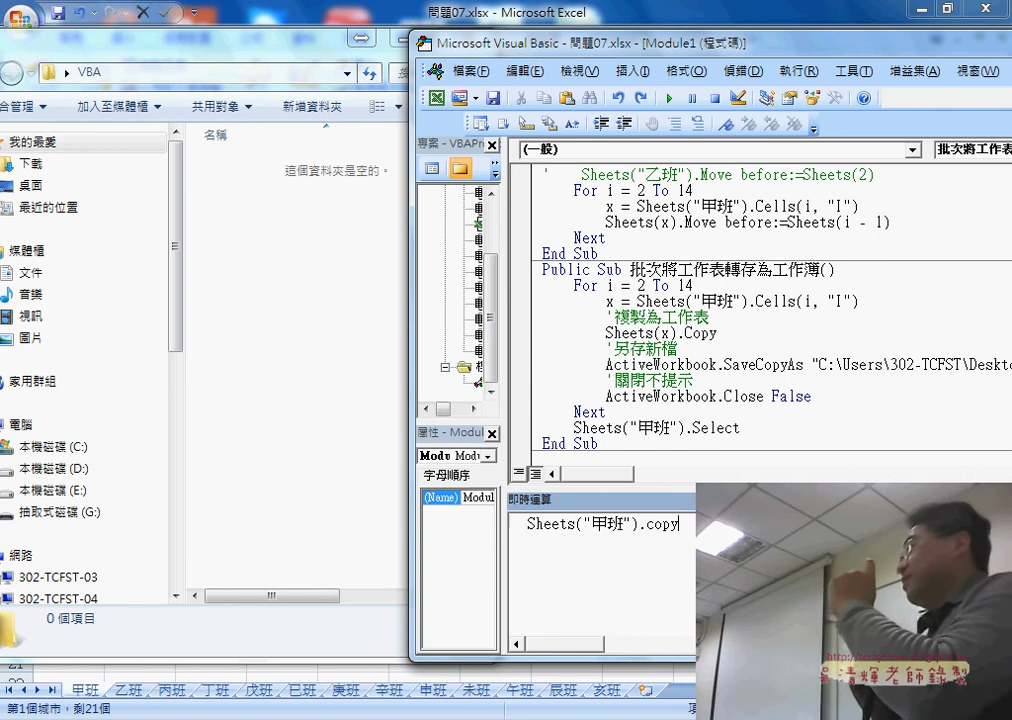 問題07.xlsx - Microsoft Excel
VBA
加入至媒體櫃
共用對象
新增資料夾
我的最愛
下載
桌面
最近的位置
媒體櫃
文件
音樂
視訊
圖片
家用群組
電腦
本機磁碟 (C:)
本機磁碟 (D:)
本機磁碟 (E:)
抽取式磁碟 (G:)
網路
302-TCFST-03
302-TCFST-04
名稱
這個資料夾是空的。
0 個項目
Microsoft Visual Basic - 問題07.xlsx - [Module1 (程式碼)]
檔案(F) 編輯(E) 檢視(V) 插入(I) 格式(O) 偵錯(D) 執行(R) 工具(T) 增益集(A) 視窗(W)
專案 - VBAPr
(一般)
批次將工作表
' Sheets("乙班").Move before:=Sheets(2)
For i = 2 To 14
x = Sheets("甲班").Cells(i, "I")
Sheets(x).Move before:=Sheets(i - 1)
Next
End Sub
Public Sub 批次將工作表轉存為工作簿()
For i = 2 To 14
x = Sheets("甲班").Cells(i, "I")
'複製為工作表
Sheets(x).Copy
'另存新檔
ActiveWorkbook.SaveCopyAs "C:\Users\302-TCFST\Deskto
'關閉不提示
ActiveWorkbook.Close False
Next
Sheets("甲班").Select
End Sub
屬性 - Modul
Modu Modu
字母順序
(Name) Modul
即時運算
Sheets("甲班").copy
吳清輝老師錄製
甲班 乙班 丙班 丁班 戊班 已班 庚班 辛班 申班 未班 午班 辰班 亥班
第1個城市，剩21個